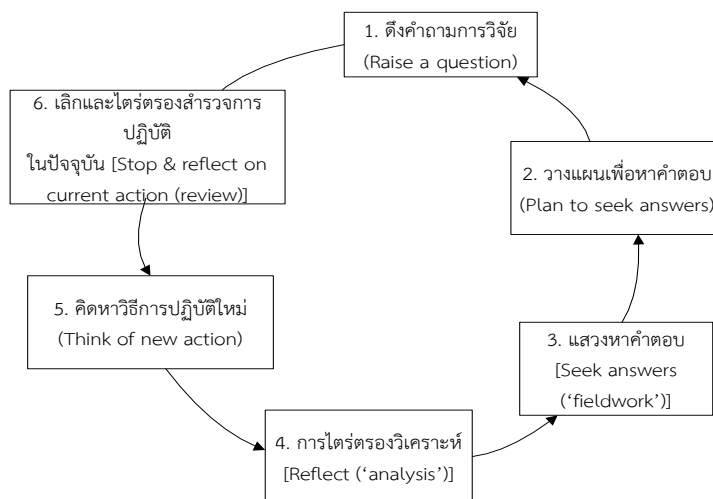 1. ดึงคำถามการวิจัย
(Raise a question)
6. เลิกและไตร่ตรองสำรวจการ
ปฏิบัติ
ในปัจจุบัน [Stop & reflect on
current action (review)]
2. วางแผนเพื่อหาคำตอบ
(Plan to seek answers)
5. คิดหาวิธีการปฏิบัติใหม่
(Think of new action)
3. แสวงหาคำตอบ
[Seek answers
(‘fieldwork’)]
4. การไตร่ตรองวิเคราะห์
[Reflect (‘analysis’)]